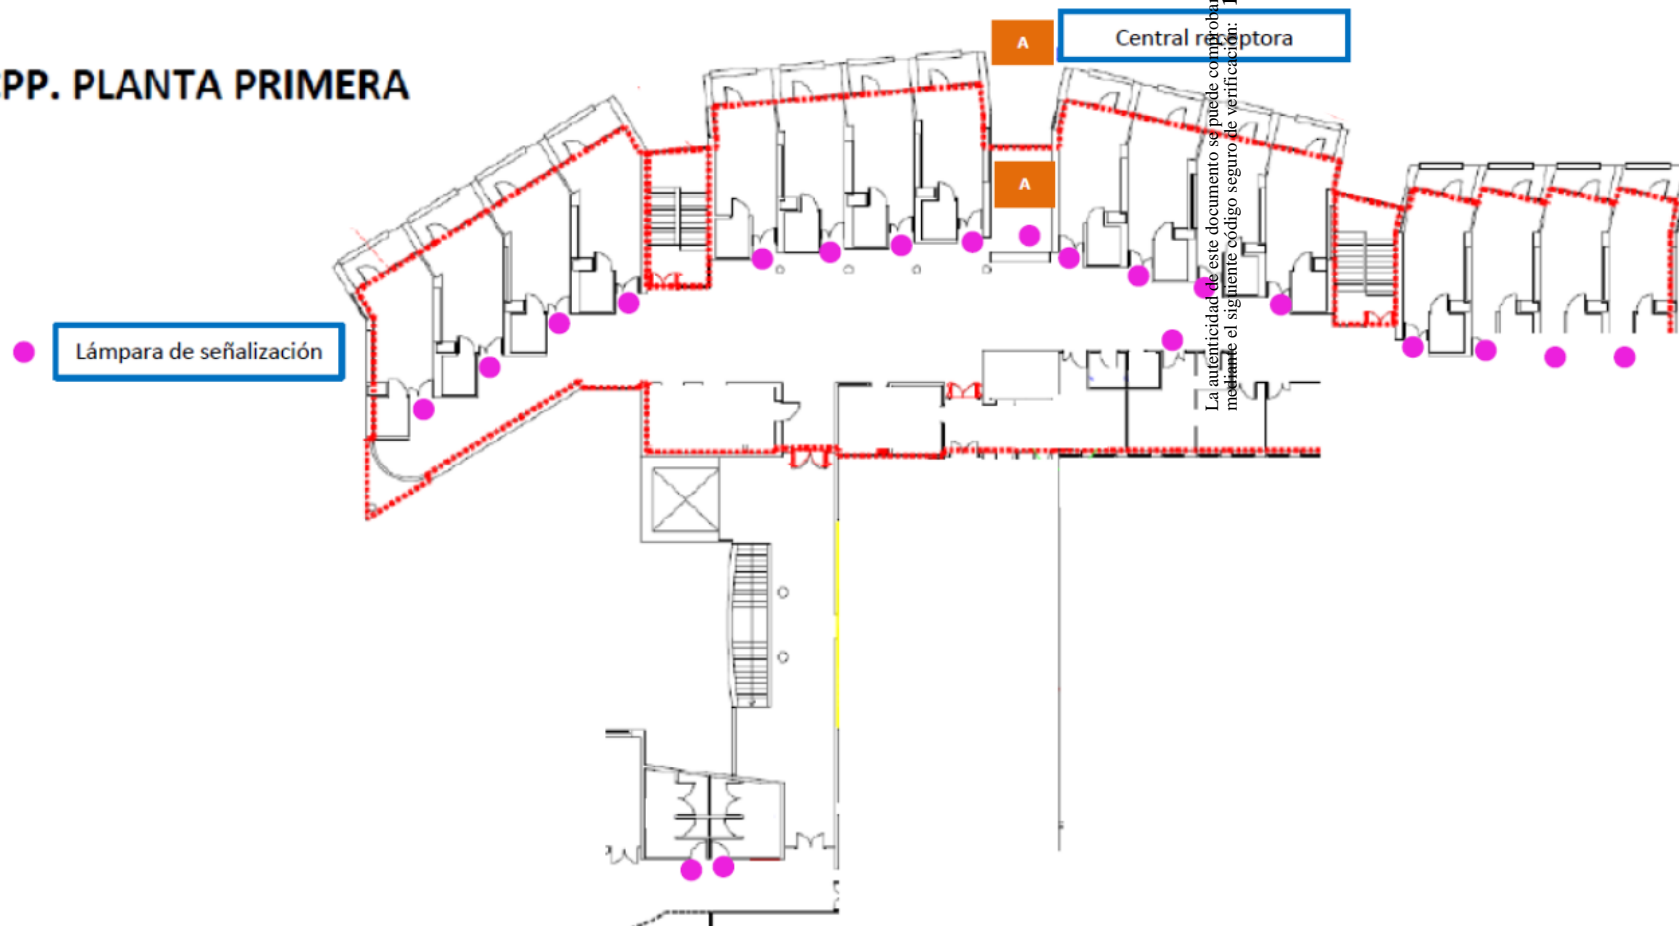 A
Central receptora
PP. PLANTA PRIMERA
A
Lámpara de señalización
La autenticidad de este documento se puede comprobar
mediante el siguiente código seguro de verificación: